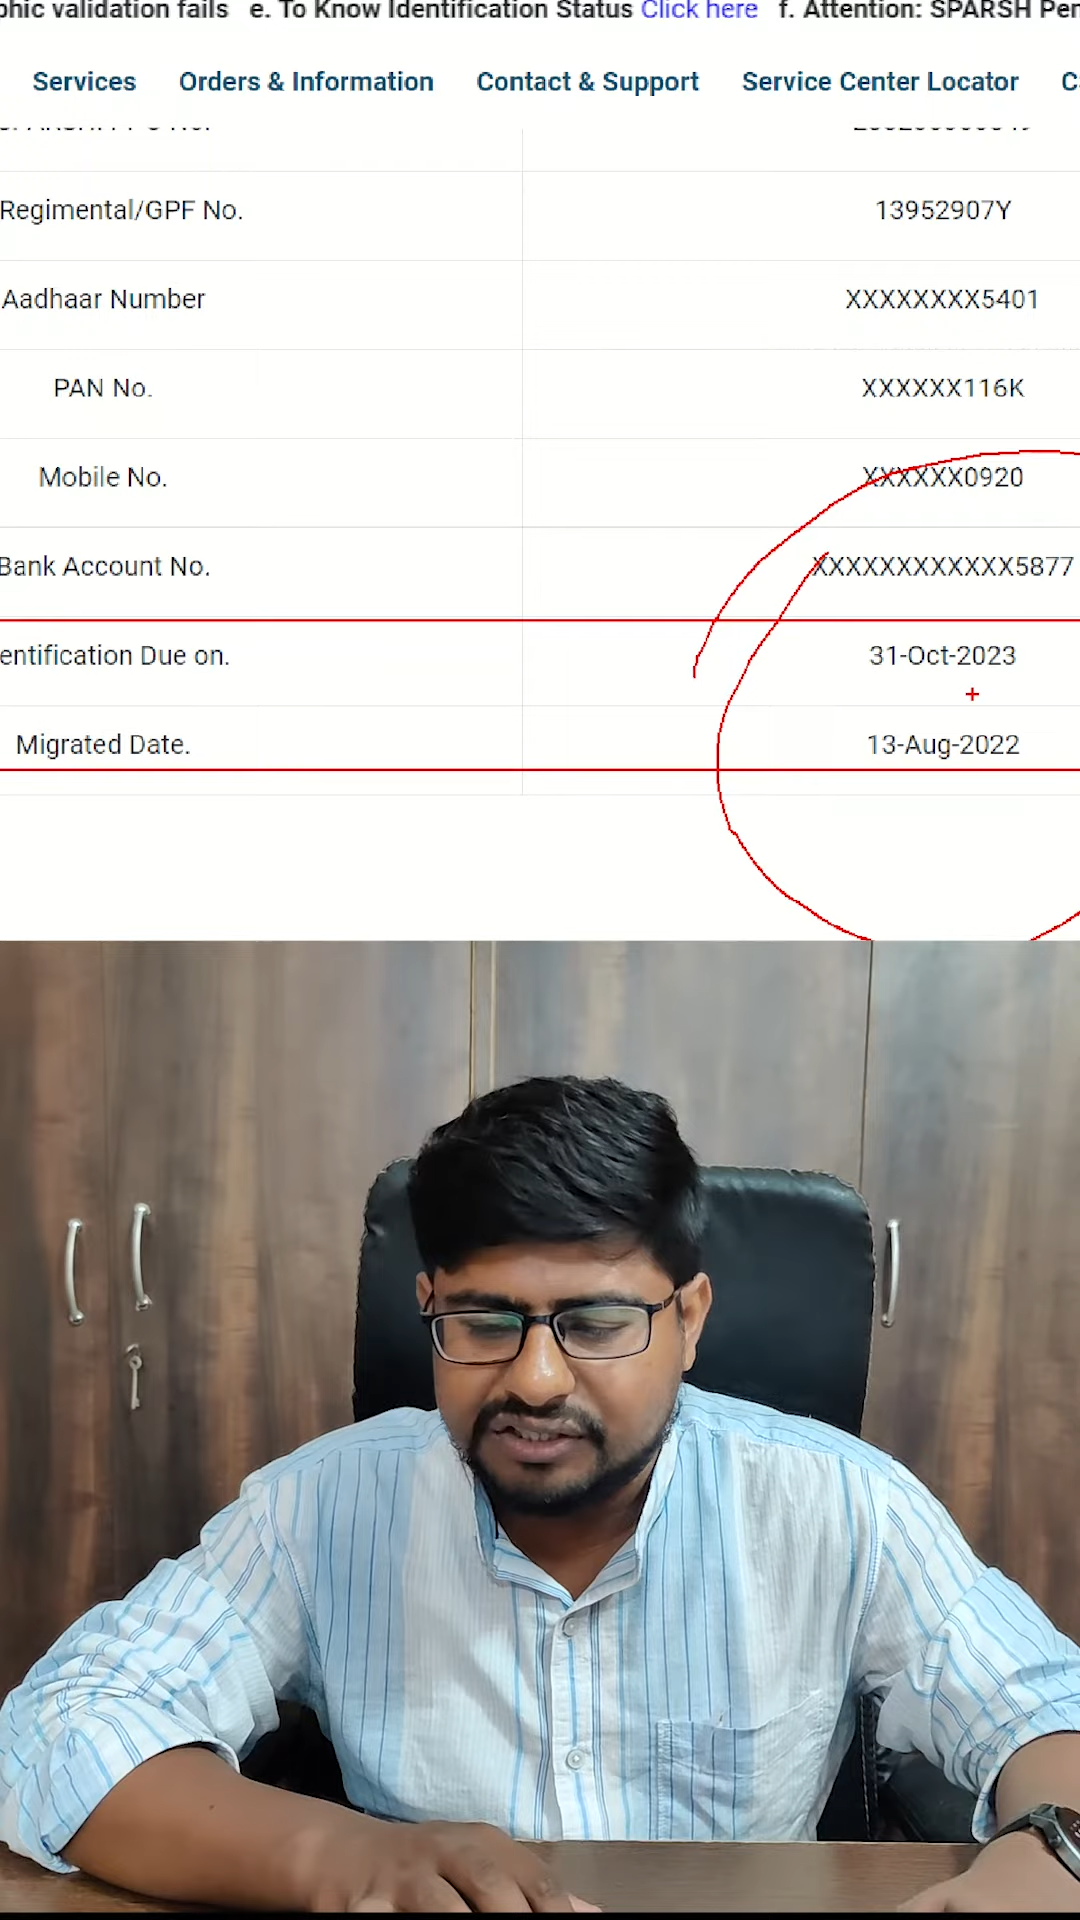 phic validation fails e. To Know Identification Status Click here f. Attention: SPARSH Pen
Services Orders & Information Contact & Support Service Center Locator
Regimental/GPF No. 13952907Y
Aadhaar Number XXXXXXXX5401
PAN No. XXXXXX116K
Mobile No. XXXXXX0920
Bank Account No. XXXXXXXXXXXX5877
entification Due on. 31-Oct-2023
Migrated Date. 13-Aug-2022